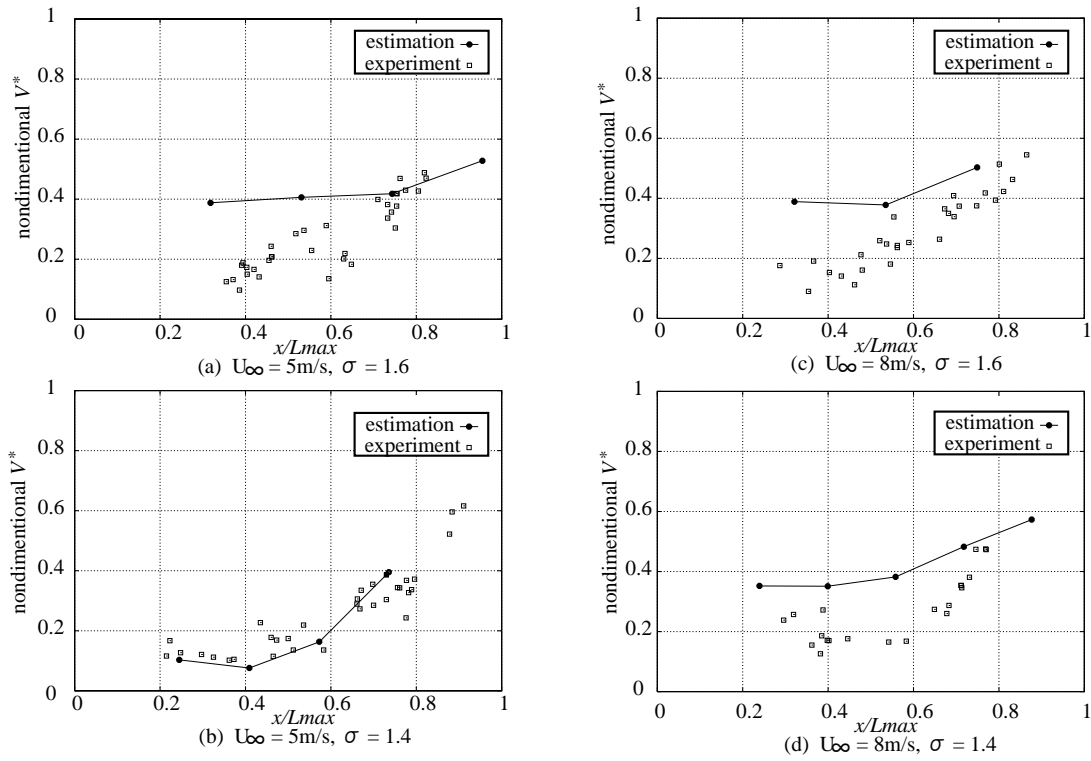 1
0.8
0.6
0.4
0.2
0
nondimentional V*
estimation
experiment
0 0.2 0.4 0.6 0.8 1
x/Lmax
(a) U∞ = 5m/s, σ = 1.6
1
0.8
0.6
0.4
0.2
0
nondimentional V*
estimation
experiment
0 0.2 0.4 0.6 0.8 1
x/Lmax
(c) U∞ = 8m/s, σ = 1.6
1
0.8
0.6
0.4
0.2
0
nondimentional V*
estimation
experiment
0 0.2 0.4 0.6 0.8 1
x/Lmax
(b) U∞ = 5m/s, σ = 1.4
1
0.8
0.6
0.4
0.2
0
nondimentional V*
estimation
experiment
0 0.2 0.4 0.6 0.8 1
x/Lmax
(d) U∞ = 8m/s, σ = 1.4